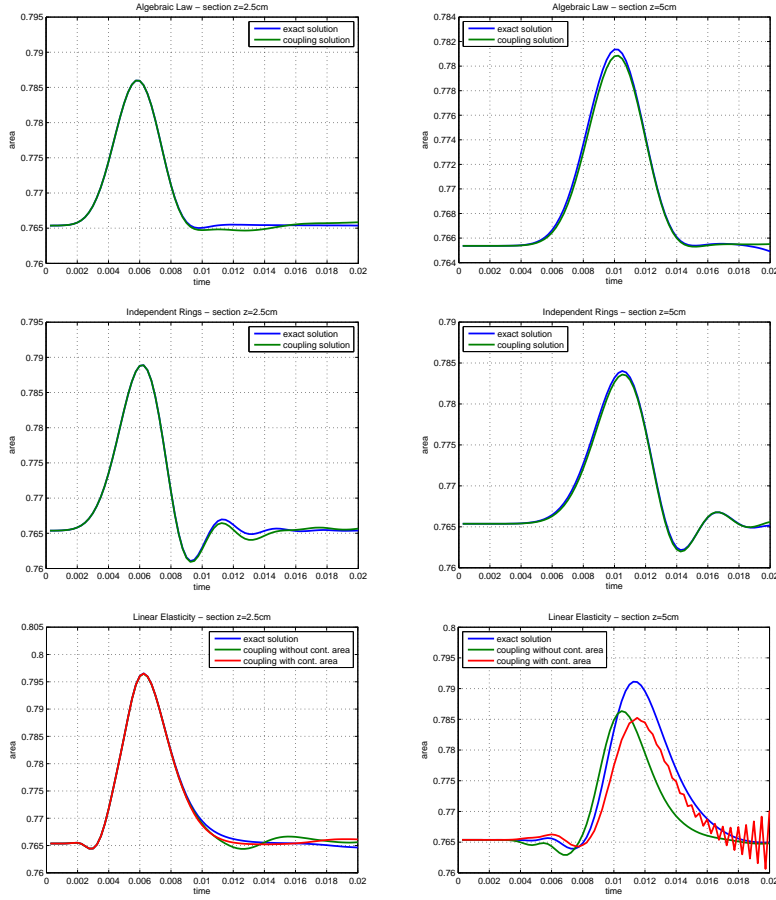 Algebraic Law − section z=2.5cm
0.795
0.79
0.785
0.78
0.775
0.77
0.765
0.76
area
exact solution
coupling solution
0 0.002 0.004 0.006 0.008 0.01 0.012 0.014 0.016 0.018 0.02
time
Algebraic Law − section z=5cm
0.784
0.782
0.78
0.778
0.776
0.774
0.772
0.77
0.768
0.766
0.764
area
exact solution
coupling solution
0 0.002 0.004 0.006 0.008 0.01 0.012 0.014 0.016 0.018 0.02
time
Independent Rings − section z=2.5cm
0.795
0.79
0.785
0.78
0.775
0.77
0.765
0.76
area
exact solution
coupling solution
0 0.002 0.004 0.006 0.008 0.01 0.012 0.014 0.016 0.018 0.02
time
Independent Rings − section z=5cm
0.79
0.785
0.78
0.775
0.77
0.765
0.76
area
exact solution
coupling solution
0 0.002 0.004 0.006 0.008 0.01 0.012 0.014 0.016 0.018 0.02
time
Linear Elasticity − section z=2.5cm
0.805
0.8
0.795
0.79
0.785
0.78
0.775
0.77
0.765
0.76
area
exact solution
coupling without cont. area
coupling with cont. area
0 0.002 0.004 0.006 0.008 0.01 0.012 0.014 0.016 0.018 0.02
time
Linear Elasticity − section z=5cm
0.8
0.795
0.79
0.785
0.78
0.775
0.77
0.765
0.76
area
exact solution
coupling without cont. area
coupling with cont. area
0 0.002 0.004 0.006 0.008 0.01 0.012 0.014 0.016 0.018 0.02
time